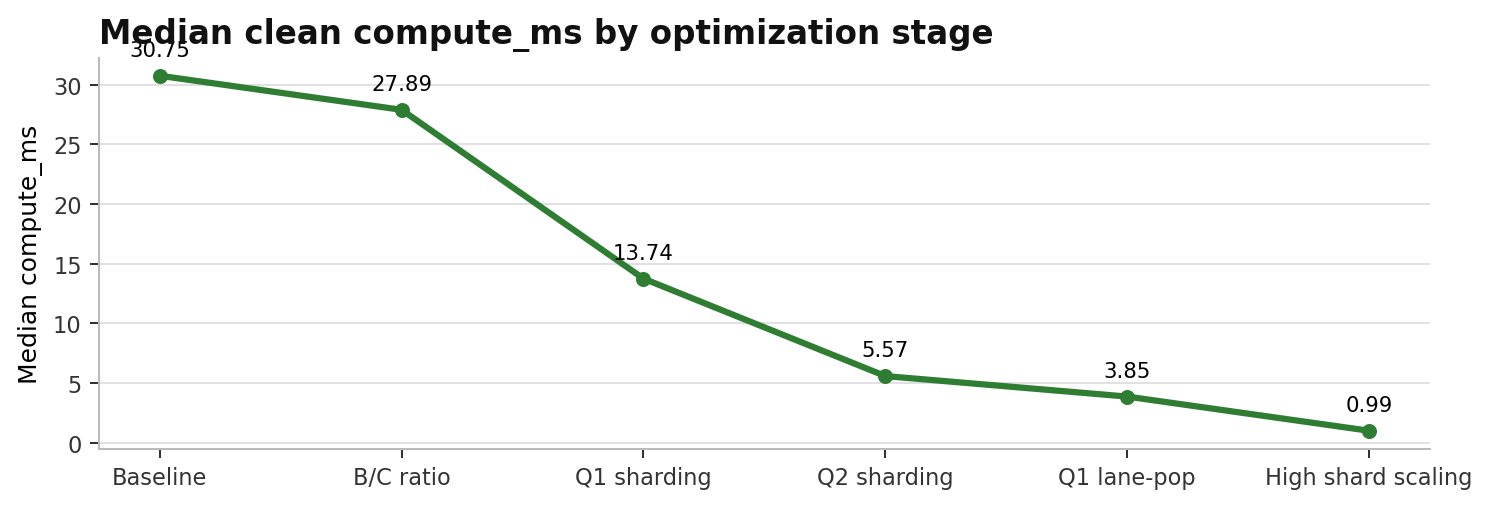 Median clean compute_ms by optimization stage
Median compute_ms
30
25
20
15
10
5
0
30.75
27.89
13.74
5.57
3.85
0.99
Baseline
B/C ratio
Q1 sharding
Q2 sharding
Q1 lane-pop
High shard scaling